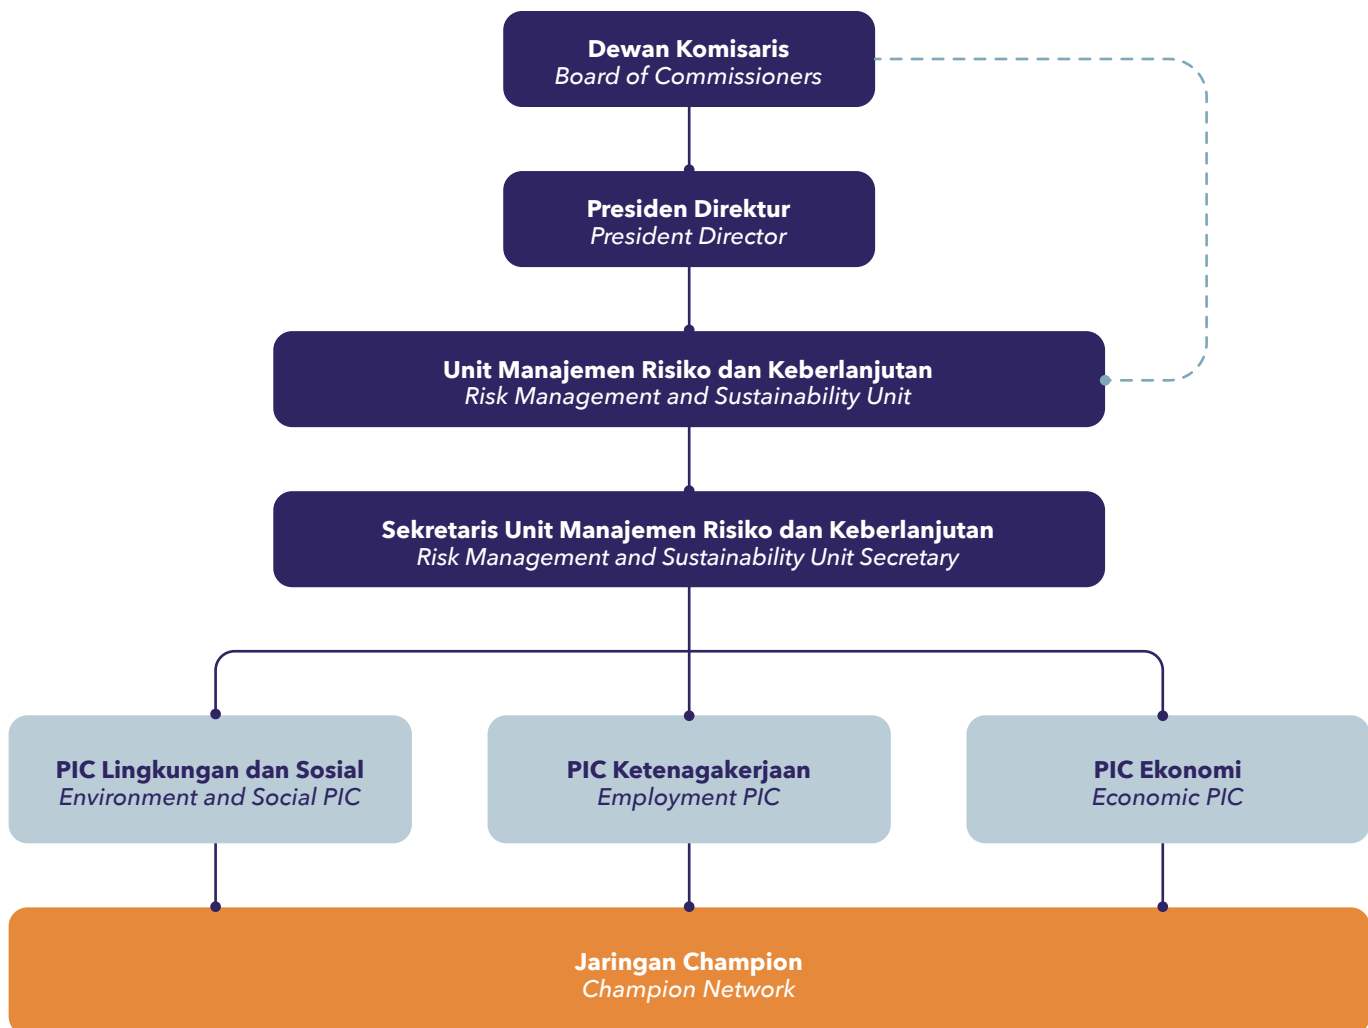 Dewan Komisaris
Board of Commissioners
Presiden Direktur
President Director
Unit Manajemen Risiko dan Keberlanjutan
Risk Management and Sustainability Unit
Sekretaris Unit Manajemen Risiko dan Keberlanjutan
Risk Management and Sustainability Unit Secretary
PIC Lingkungan dan Sosial
Environment and Social PIC
PIC Ketenagakerjaan
Employment PIC
PIC Ekonomi
Economic PIC
Jaringan Champion
Champion Network